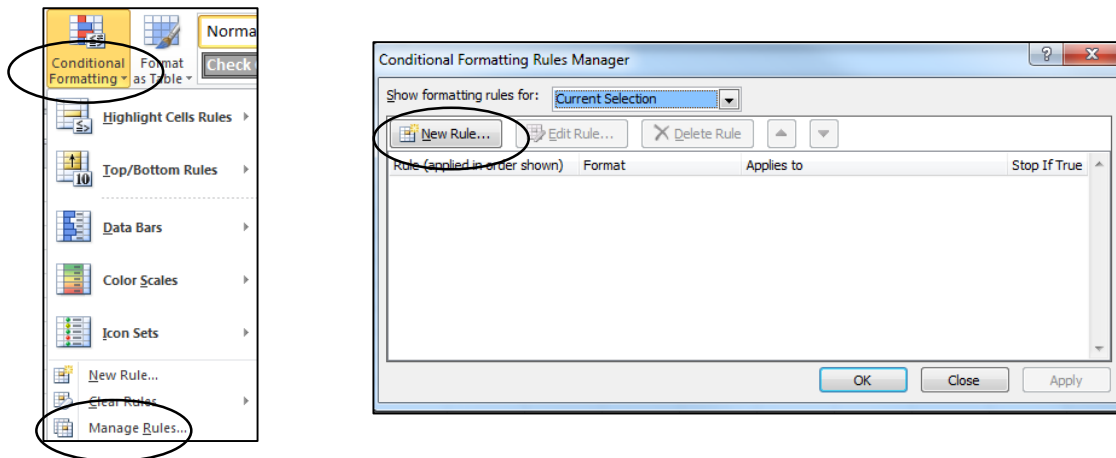 Norma
Conditional Formatting
Format as Table
Check
Highlight Cells Rules
Top/Bottom Rules
10
Data Bars
Color Scales
Icon Sets
New Rule...
Clear Rules
Manage Rules...
Conditional Formatting Rules Manager
Show formatting rules for: Current Selection
New Rule... Edit Rule... Delete Rule
Rule (applied in order shown) Format Applies to Stop If True
OK Close Apply